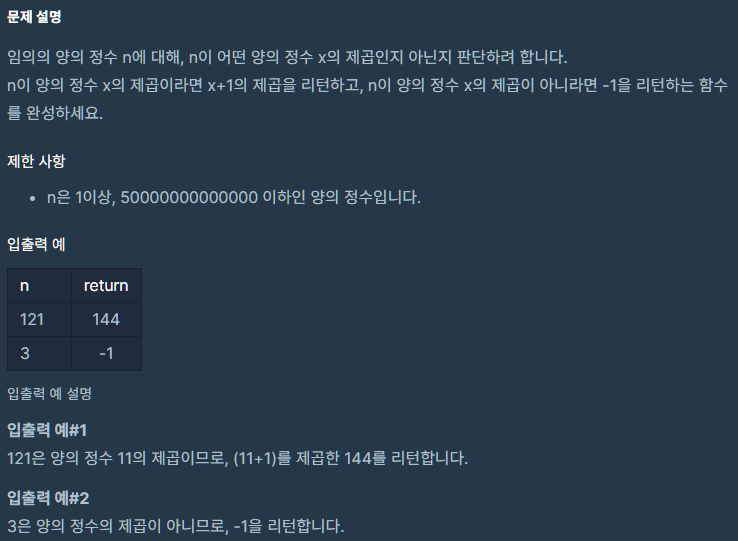 문제 설명
임의의 양의 정수 n에 대해, n이 어떤 양의 정수 x의 제곱인지 아닌지 판단하려 합니다.
n이 양의 정수 x의 제곱이라면 x+1의 제곱을 리턴하고, n이 양의 정수 x의 제곱이 아니라면 -1을 리턴하는 함수
를 완성하세요.
제한 사항
• n은 1이상, 50000000000000 이하인 양의 정수입니다.
입출력 예
n return
121 144
3 -1
입출력 예 설명
입출력 예#1
121은 양의 정수 11의 제곱이므로, (11+1)를 제곱한 144를 리턴합니다.
입출력 예#2
3은 양의 정수의 제곱이 아니므로, -1을 리턴합니다.